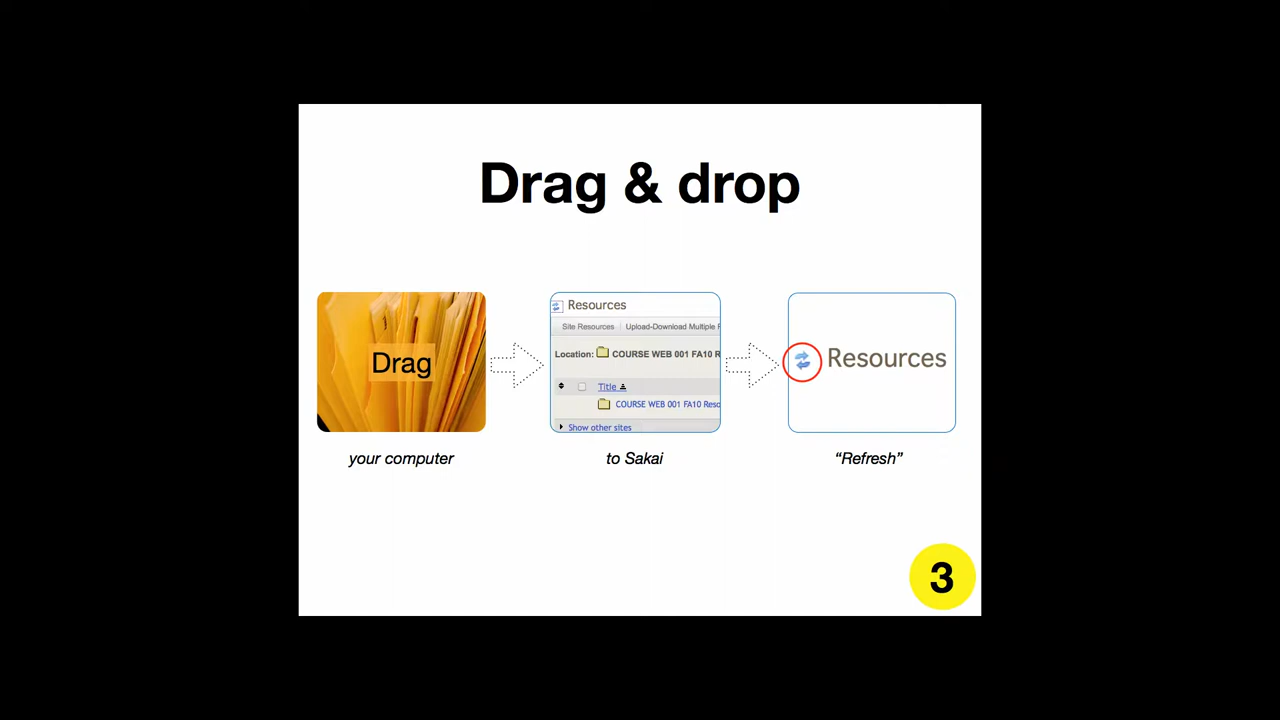 Drag & drop
Drag
your computer
Resources
Site Resources Upload-Download Multiple
Location: COURSE WEB 001 FA10
Title
COURSE WEB 001 FA10
Show other sites
to Sakai
Resources
“Refresh”
3